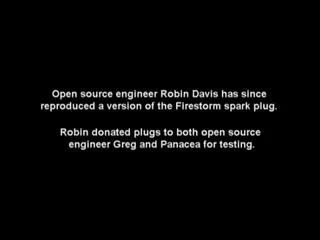 Open source engineer Robin Davis has since
reproduced a version of the Firestorm spark plug.
Robin donated plugs to both open source
engineer Greg and Panacea for testing.